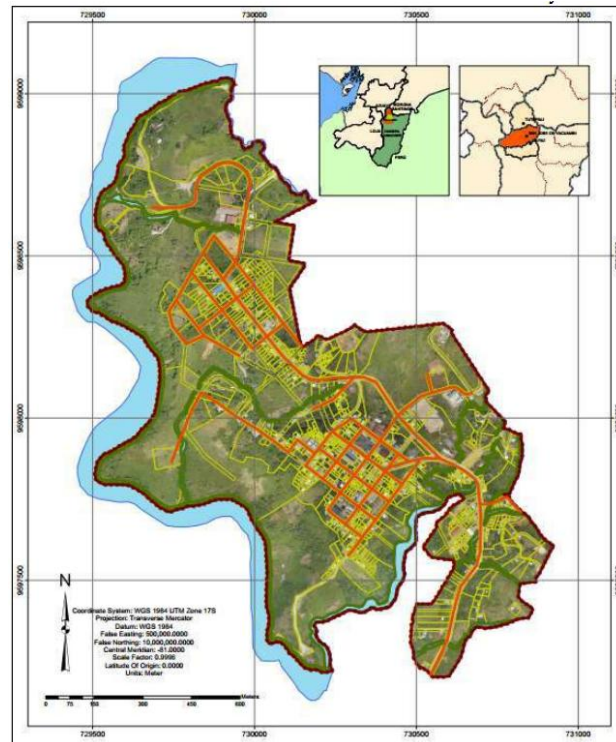 729500 730000 730500 731000
9599000
9598500
9598000
9597500
N
Coordinate System: WGS 1984 UTM Zone 17S
Projection: Transverse Mercator
Datum: WGS 1984
False Easting: 500,000.0000
False Northing: 10,000,000.0000
Central Meridian: -81.0000
Scale Factor: 0.9996
Latitude Of Origin: 0.0000
Units: Meter
0 75 150 300 450 600
Meters
729500 730000 730500 731000
PERU